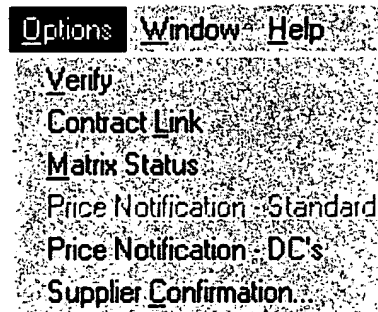 Options Window Help
Verify
Contract Link
Matrix Status
Price Notification - Standard
Price Notification - DC's
Supplier Confirmation...